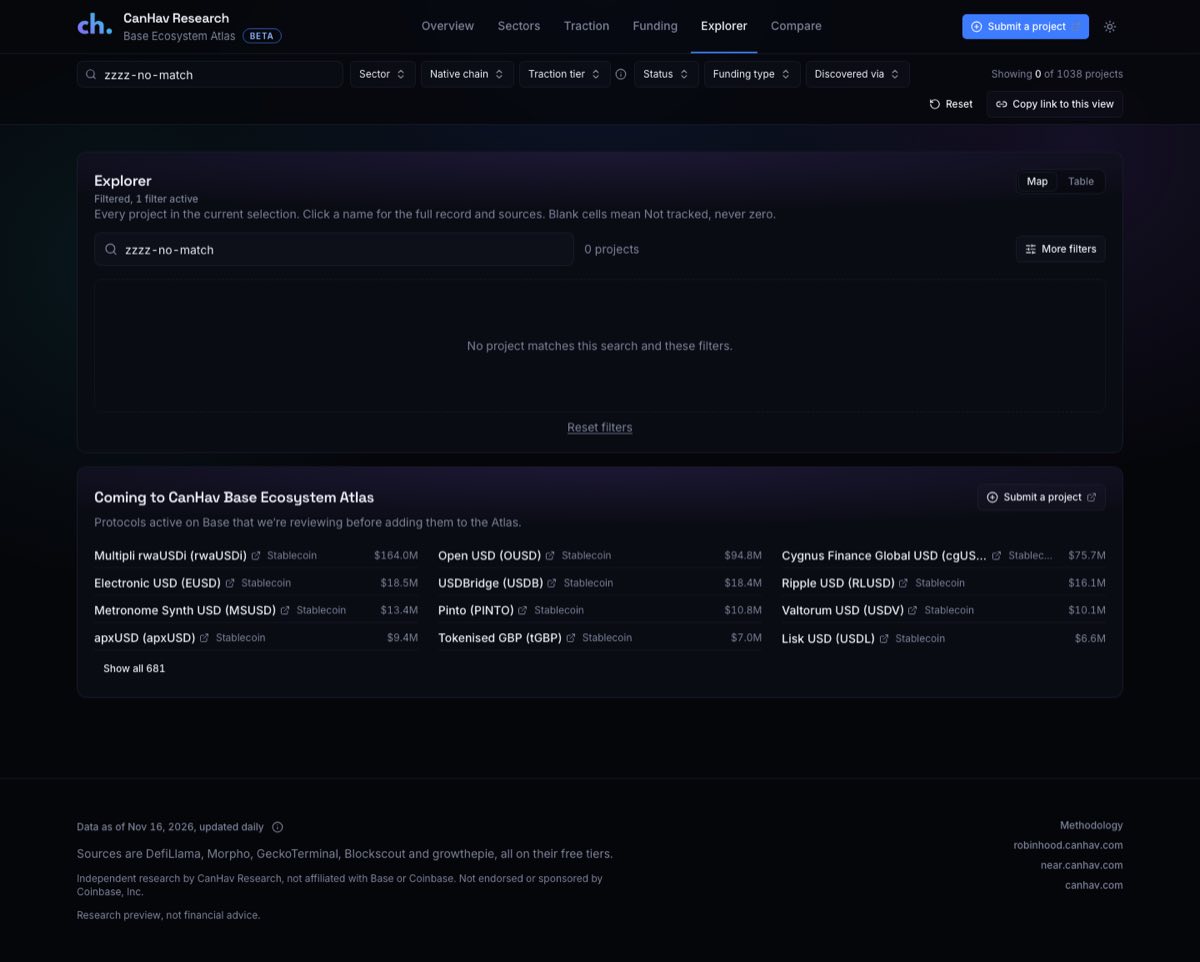 ch.
CanHav Research
Base Ecosystem Atlas BETA
Overview Sectors Traction Funding Explorer Compare
Submit a project
zzzz-no-match
Sector Native chain Traction tier Status Funding type Discovered via
Showing 0 of 1038 projects
Reset Copy link to this view
Explorer
Map Table
Filtered, 1 filter active
Every project in the current selection. Click a name for the full record and sources. Blank cells mean Not tracked, never zero.
zzzz-no-match 0 projects More filters
No project matches this search and these filters.
Reset filters
Coming to CanHav Base Ecosystem Atlas
Submit a project
Protocols active on Base that we're reviewing before adding them to the Atlas.
Multipli rwaUSDi (rwaUSDi) Stablecoin $164.0M Open USD (OUSD) Stablecoin $94.8M Cygnus Finance Global USD (cgUS... Stablec... $75.7M
Electronic USD (EUSD) Stablecoin $18.5M USDBridge (USDB) Stablecoin $18.4M Ripple USD (RLUSD) Stablecoin $16.1M
Metronome Synth USD (MSUSD) Stablecoin $13.4M Pinto (PINTO) Stablecoin $10.8M Valtorum USD (USDV) Stablecoin $10.1M
apxUSD (apxUSD) Stablecoin $9.4M Tokenised GBP (tGBP) Stablecoin $7.0M Lisk USD (USDL) Stablecoin $6.6M
Show all 681
Data as of Nov 16, 2026, updated daily
Sources are DefiLlama, Morpho, GeckoTerminal, Blockscout and growthepie, all on their free tiers.
Independent research by CanHav Research, not affiliated with Base or Coinbase. Not endorsed or sponsored by
Coinbase, Inc.
Research preview, not financial advice.
Methodology
robinhood.canhav.com
near.canhav.com
canhav.com